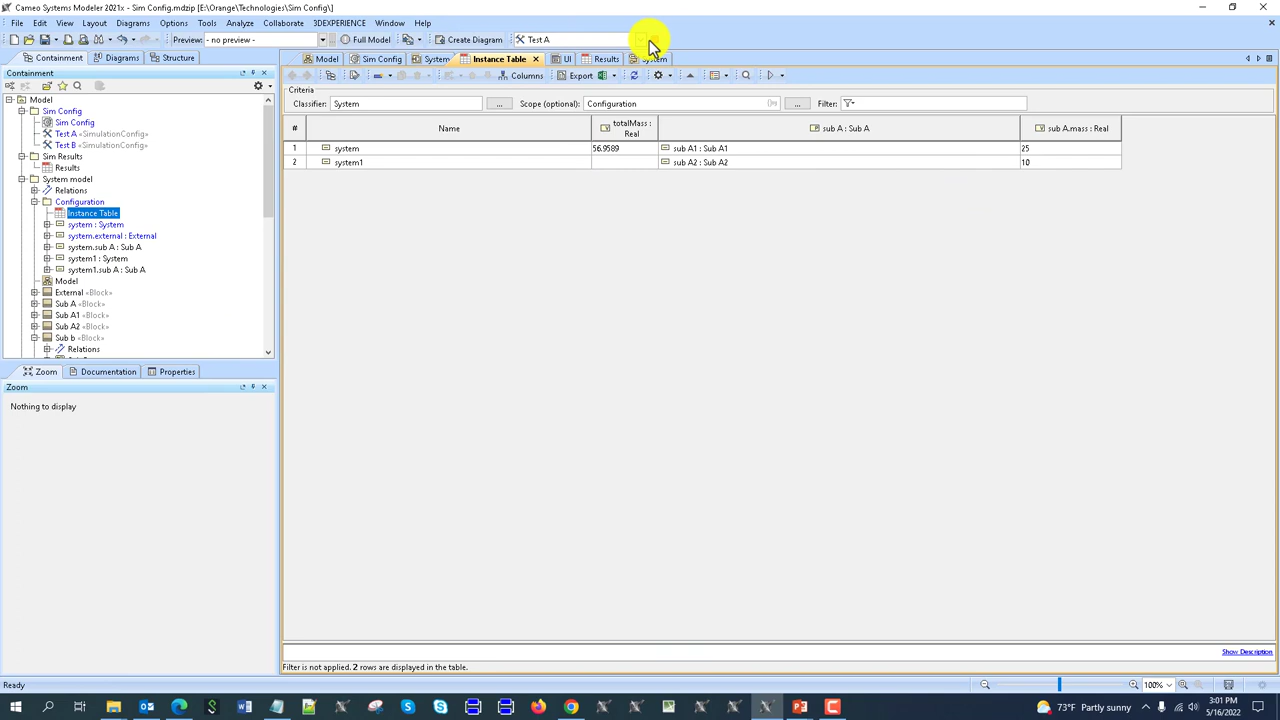 Cameo Systems Modeler 2021x - Sim Config.mdzip [E:\Orange\Technologies\Sim Config\]
File Edit View Layout Diagrams Options Tools Analyze Collaborate 3DEXPERIENCE Window Help
Preview: - no preview - Full Model Create Diagram Test A
Containment Diagrams Structure
Model Sim Config System Instance Table UI Results System
Containment
Columns Export
Criteria
Classifier: System ... Scope (optional): Configuration ... Filter:
# Name totalMass : Real sub A : Sub A sub A.mass : Real
1 system 56.9589 sub A1 : Sub A1 25
2 system1 sub A2 : Sub A2 10
Model
Sim Config
Sim Config
Test A «SimulationConfig»
Test B «SimulationConfig»
Sim Results
Results
System model
Relations
Configuration
Instance Table
system : System
system.external : External
system.sub A : Sub A
system1 : System
system1.sub A : Sub A
Model
External «Block»
Sub A «Block»
Sub A1 «Block»
Sub A2 «Block»
Sub b «Block»
Relations
Zoom Documentation Properties
Zoom
Nothing to display
Show Description
Filter is not applied. 2 rows are displayed in the table.
Ready
100%
73°F Partly sunny
3:01 PM
5/16/2022